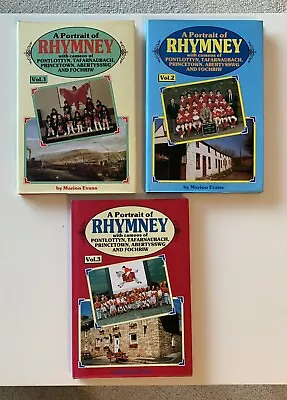 A Portrait of
RHYMNEY
with cameos of
PONTLOTTYN, TAFARNAUBACH,
PRINCETOWN, ABERTYSSWG
AND FOCHRIW
Vol.1
by Marion Evans
A Portrait of
RHYMNEY
with cameos of
PONTLOTTYN, TAFARNAUBACH,
PRINCETOWN, ABERTYSSWG
AND FOCHRIW
Vol.2
by Marion Evans
A Portrait of
RHYMNEY
with cameos of
PONTLOTTYN, TAFARNAUBACH,
PRINCETOWN, ABERTYSSWG
AND FOCHRIW
Vol.3